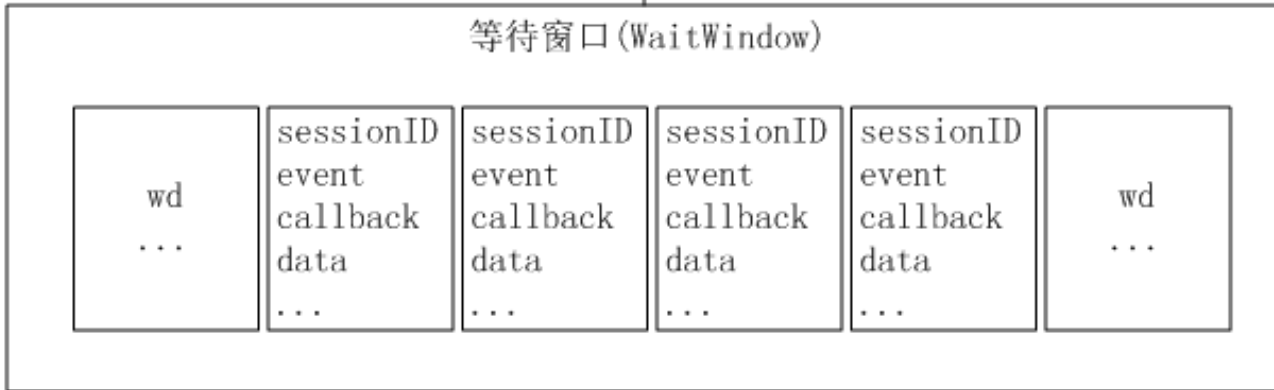 等待窗口(WaitWindow)
wd
...
sessionID
event
callback
data
...
sessionID
event
callback
data
...
sessionID
event
callback
data
...
sessionID
event
callback
data
...
wd
...